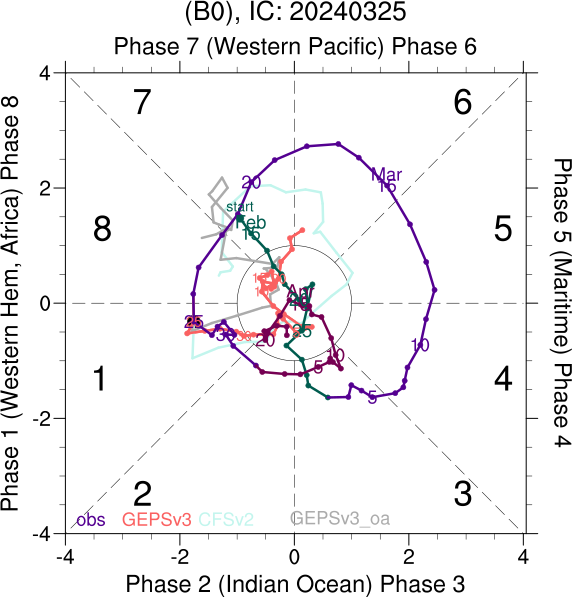 (B0), IC: 20240325
Phase 7 (Western Pacific) Phase 6
Phase 1 (Western Hem, Africa) Phase 8
Phase 5 (Maritime) Phase 4
4
2
0
-2
-4
7
6
8
5
1
4
2
3
20
Mar
15
start
Feb
15
Apr
25
25
30
30
20
10
5
10
5
obs GEPSv3 CFSv2 GEPSv3_oa
-4 -2 0 2 4
Phase 2 (Indian Ocean) Phase 3